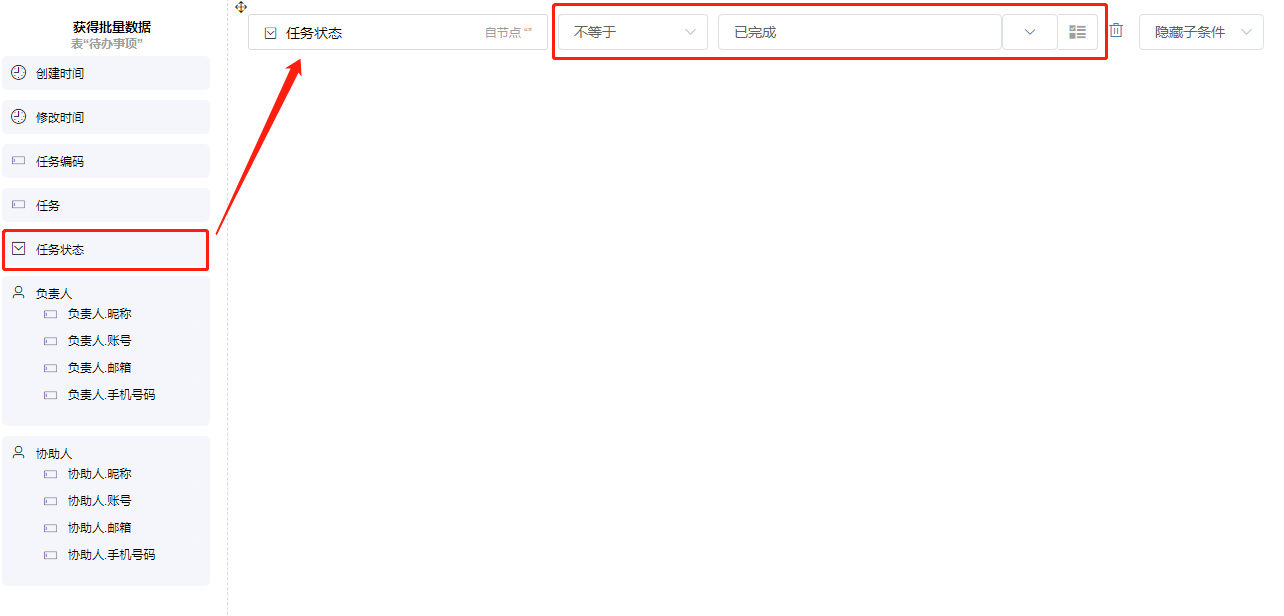 获得批量数据
表“待办事项”
创建时间
修改时间
任务编码
任务
任务状态
负责人
负责人.昵称
负责人.账号
负责人.邮箱
负责人.手机号码
协助人
协助人.昵称
协助人.账号
协助人.邮箱
协助人.手机号码
任务状态 自节点 “” 不等于 已完成 隐藏子条件